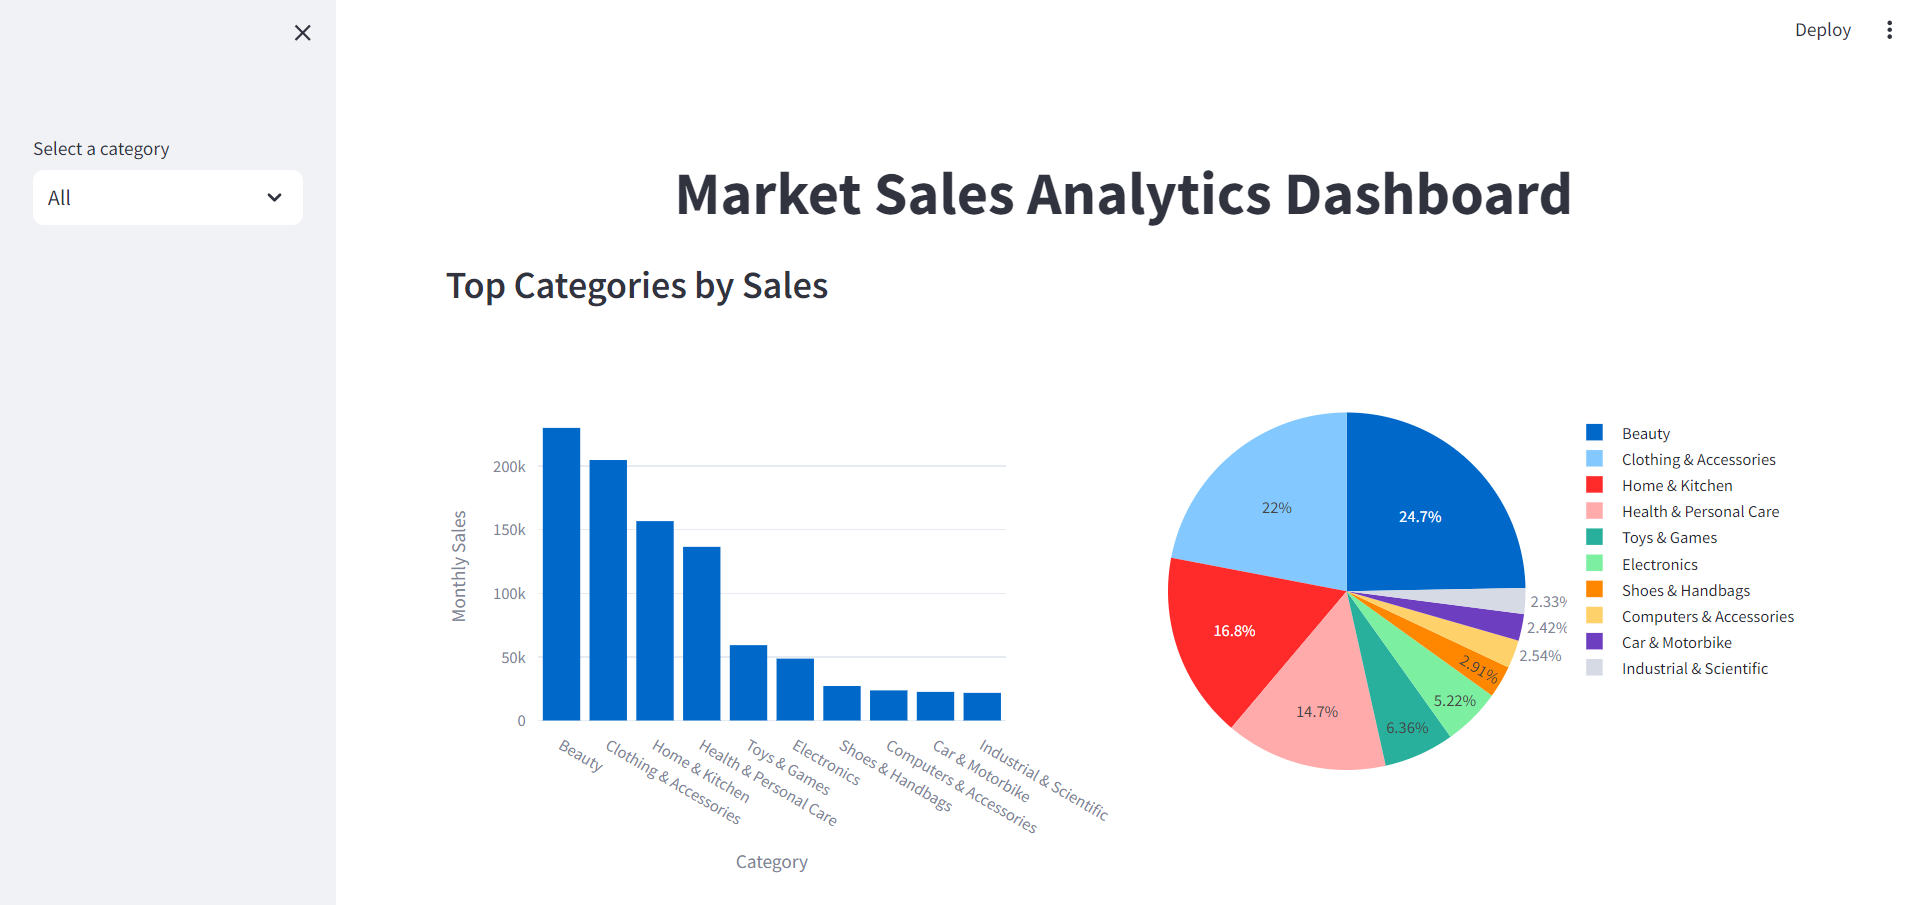 Deploy
Select a category
All
Market Sales Analytics Dashboard
Top Categories by Sales
Monthly Sales
200k
150k
100k
50k
0
Beauty
Clothing & Accessories
Home & Kitchen
Health & Personal Care
Toys & Games
Electronics
Shoes & Handbags
Computers & Accessories
Car & Motorbike
Industrial & Scientific
Category
22%
24.7%
16.8%
14.7%
6.36%
5.22%
2.91%
2.54%
2.42%
2.33%
Beauty
Clothing & Accessories
Home & Kitchen
Health & Personal Care
Toys & Games
Electronics
Shoes & Handbags
Computers & Accessories
Car & Motorbike
Industrial & Scientific